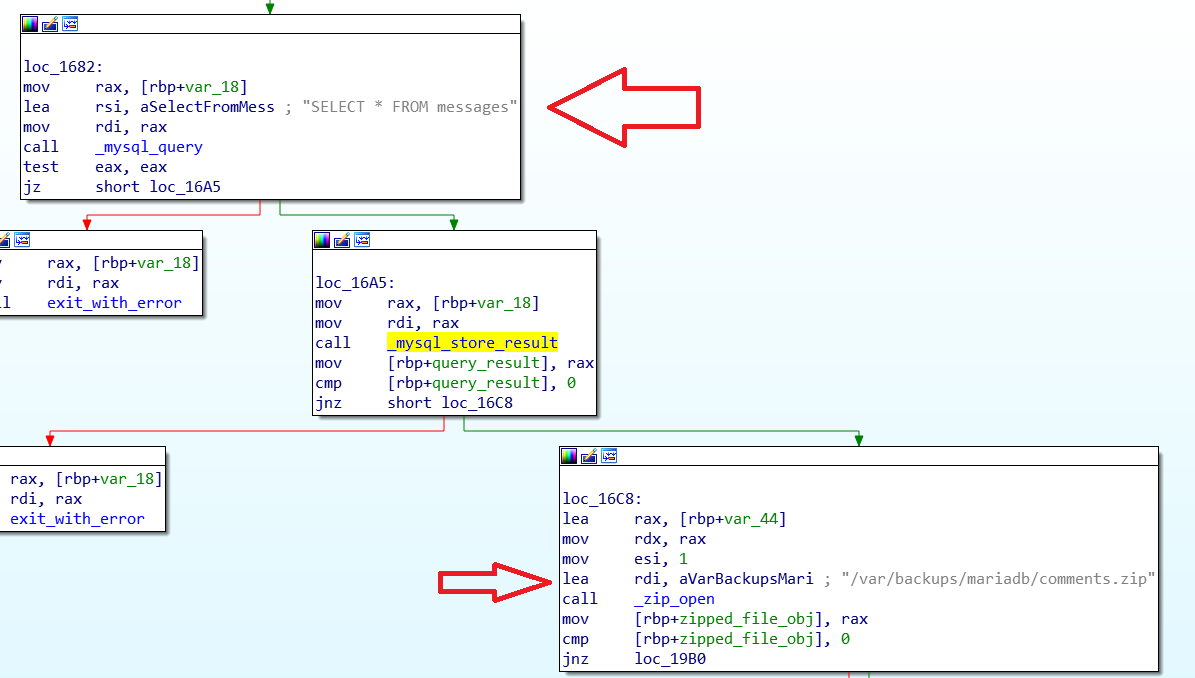 loc_1682:
mov rax, [rbp+var_18]
lea rsi, aSelectFromMess ; "SELECT * FROM messages"
mov rdi, rax
call _mysql_query
test eax, eax
jz short loc_16A5
rax, [rbp+var_18]
rdi, rax
exit_with_error
loc_16A5:
mov rax, [rbp+var_18]
mov rdi, rax
call _mysql_store_result
mov [rbp+query_result], rax
cmp [rbp+query_result], 0
jnz short loc_16C8
rax, [rbp+var_18]
rdi, rax
exit_with_error
loc_16C8:
lea rax, [rbp+var_44]
mov rdx, rax
mov esi, 1
lea rdi, aVarBackupsMari ; "/var/backups/mariadb/comments.zip"
call _zip_open
mov [rbp+zipped_file_obj], rax
cmp [rbp+zipped_file_obj], 0
jnz loc_19B0